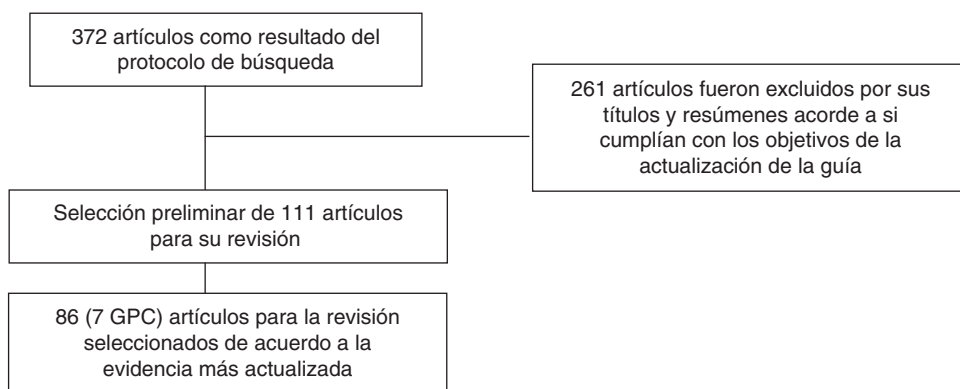 372 artículos como resultado del
protocolo de búsqueda
261 artículos fueron excluidos por sus
títulos y resúmenes acorde a si
cumplían con los objetivos de la
actualización de la guía
Selección preliminar de 111 artículos
para su revisión
86 (7 GPC) artículos para la revisión
seleccionados de acuerdo a la
evidencia más actualizada